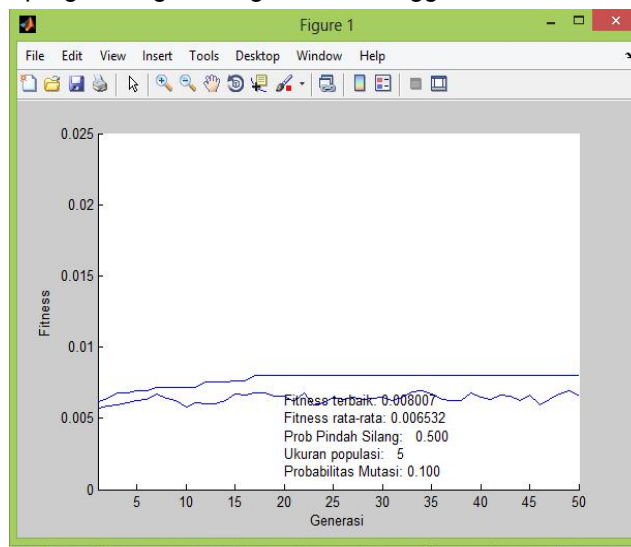 Figure 1
File Edit View Insert Tools Desktop Window Help
0.025
0.02
0.015
0.01
0.005
0
Fitness
Fitness terbaik: 0.008007
Fitness rata-rata: 0.006532
Prob Pindah Silang: 0.500
Ukuran populasi: 5
Probabilitas Mutasi: 0.100
5 10 15 20 25 30 35 40 45 50
Generasi